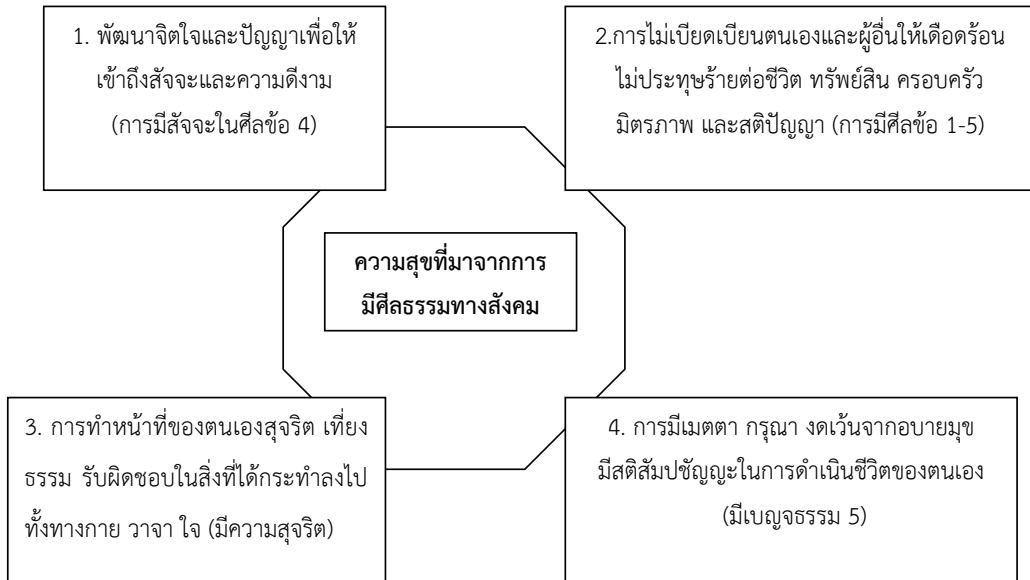 1. พัฒนาจิตใจและปัญญาเพื่อให้
เข้าถึงสัจจะและความดีงาม
(การมีสัจจะในศีลข้อ 4)
2.การไม่เบียดเบียนตนเองและผู้อื่นให้เดือดร้อน
ไม่ประทุษร้ายต่อชีวิต ทรัพย์สิน ครอบครัว
มิตรภาพ และสติปัญญา (การมีศีลข้อ 1-5)
ความสุขที่มาจากการ
มีศีลธรรมทางสังคม
3. การทำหน้าที่ของตนเองสุจริต เที่ยง
ธรรม รับผิดชอบในสิ่งที่ได้กระทำลงไป
ทั้งทางกาย วาจา ใจ (มีความสุจริต)
4. การมีเมตตา กรุณา งดเว้นจากอบายมุข
มีสติสัมปชัญญะในการดำเนินชีวิตของตนเอง
(มีเบญจธรรม 5)